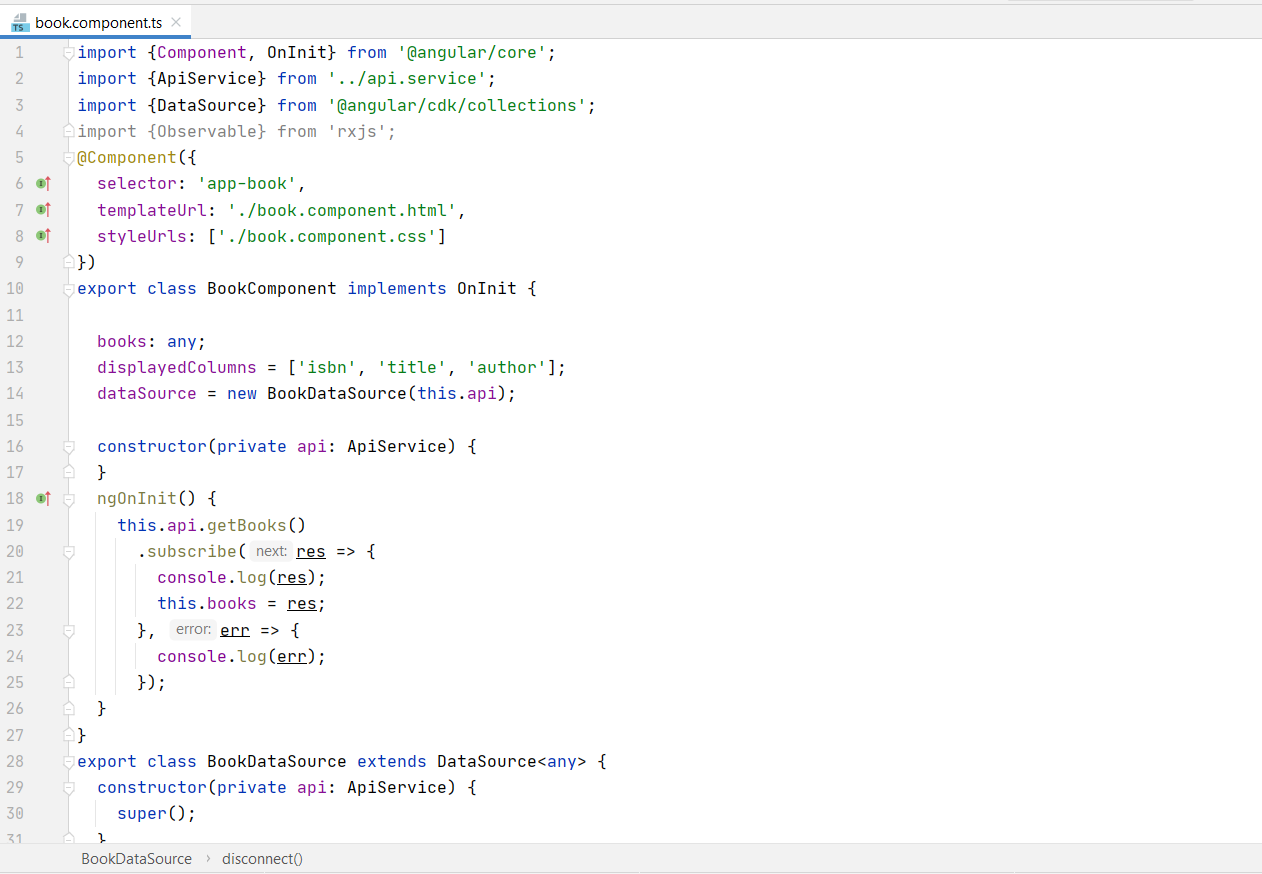 book.component.ts
1 import {Component, OnInit} from '@angular/core';
2 import {ApiService} from '../api.service';
3 import {DataSource} from '@angular/cdk/collections';
4 import {Observable} from 'rxjs';
5 @Component({
6   selector: 'app-book',
7   templateUrl: './book.component.html',
8   styleUrls: ['./book.component.css']
9 })
10 export class BookComponent implements OnInit {
11
12   books: any;
13   displayedColumns = ['isbn', 'title', 'author'];
14   dataSource = new BookDataSource(this.api);
15
16   constructor(private api: ApiService) {
17   }
18   ngOnInit() {
19     this.api.getBooks()
20       .subscribe( next: res => {
21         console.log(res);
22         this.books = res;
23       }, error: err => {
24         console.log(err);
25       });
26   }
27 }
28 export class BookDataSource extends DataSource<any> {
29   constructor(private api: ApiService) {
30     super();
31   }
BookDataSource › disconnect()